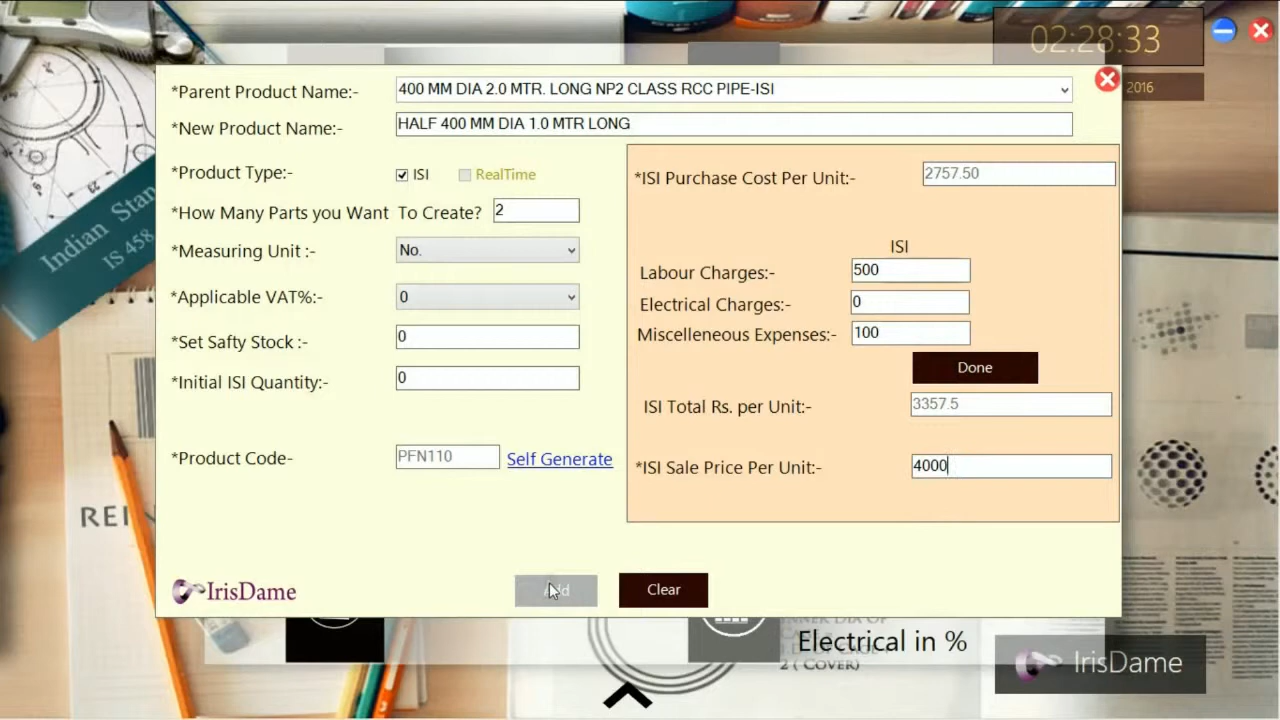 02:28:33
2016
*Parent Product Name:- 400 MM DIA 2.0 MTR. LONG NP2 CLASS RCC PIPE-ISI
*New Product Name:- HALF 400 MM DIA 1.0 MTR LONG
*Product Type:- ISI RealTime
*ISI Purchase Cost Per Unit:- 2757.50
*How Many Parts you Want To Create? 2
*Measuring Unit :- No.
ISI
Labour Charges:- 500
*Applicable VAT%:- 0
Electrical Charges:- 0
*Set Safty Stock :- 0
Miscelleneous Expenses:- 100
Done
*Initial ISI Quantity:- 0
ISI Total Rs. per Unit:- 3357.5
*Product Code- PFN110 Self Generate
*ISI Sale Price Per Unit:- 4000
IrisDame
Add Clear
Indian Stan
IS 458
REIN
Electrical in %
2 ( COVER)
IrisDame